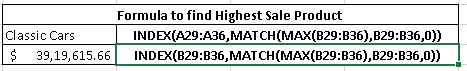 Formula to find Highest Sale Product
Classic Cars INDEX(A29:A36,MATCH(MAX(B29:B36),B29:B36,0))
$ 39,19,615.66 INDEX(B29:B36,MATCH(MAX(B29:B36),B29:B36,0))